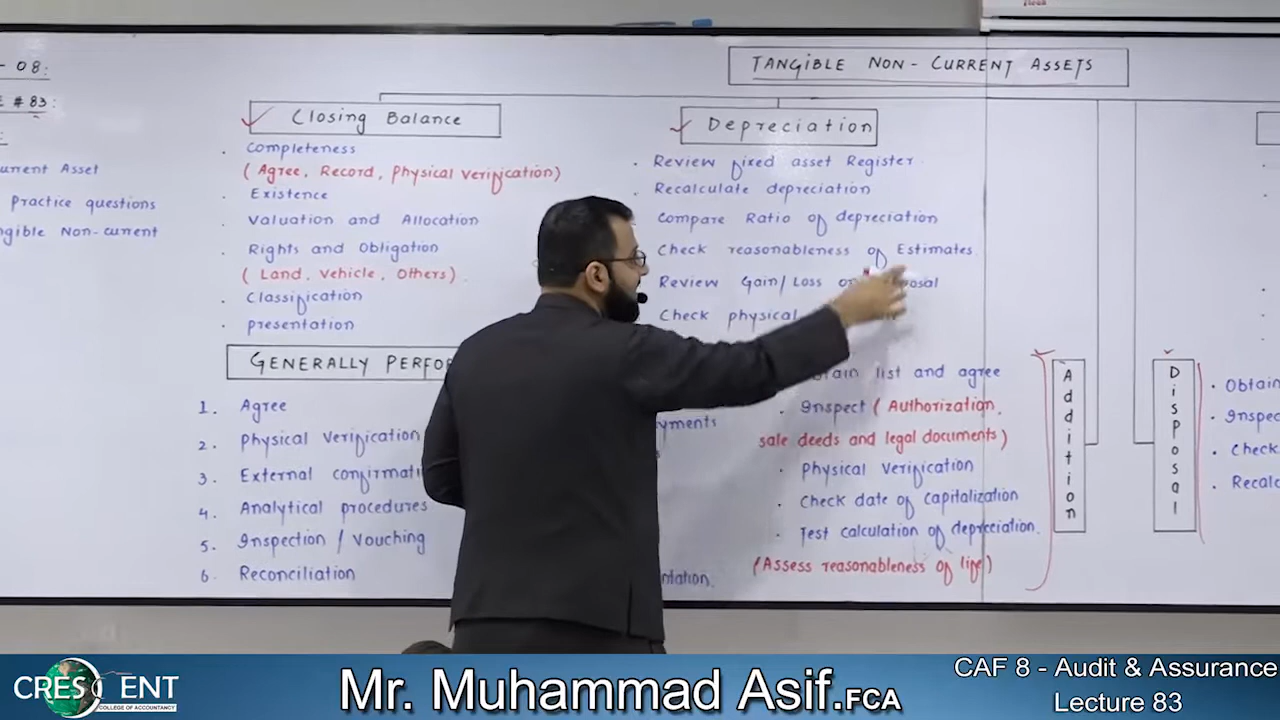 - 08:
E # 83:
TANGIBLE NON - CURRENT ASSETS
Closing Balance
. Completeness
(Agree, Record, Physical verification)
. Existence
. Valuation and Allocation
. Rights and Obligation
(Land, Vehicle, Others).
. Classification
. Presentation
Depreciation
. Review fixed asset Register
. Recalculate depreciation
Compare Ratio of depreciation
Check reasonableness of Estimates
Review Gain/Loss
Check physical
urrent Asset
practice questions
ngible Non-current
GENERALLY PERFO
1. Agree
2. Physical Verification
3. External confirmati
4. Analytical procedures
5. Inspection / Vouching
6. Reconciliation
yments
ntation.
list and agree
. Inspect (Authorization,
sale deeds and legal documents)
. Physical verification
. Check date of capitalization
. Test calculation of depreciation.
(Assess reasonableness of life)
Addition
Disposal
. Obtain
. Inspec
. Check
. Recalc
CRESCENT
COLLEGE OF ACCOUNTANCY
Mr. Muhammad Asif.FCA
CAF 8 - Audit & Assurance
Lecture 83